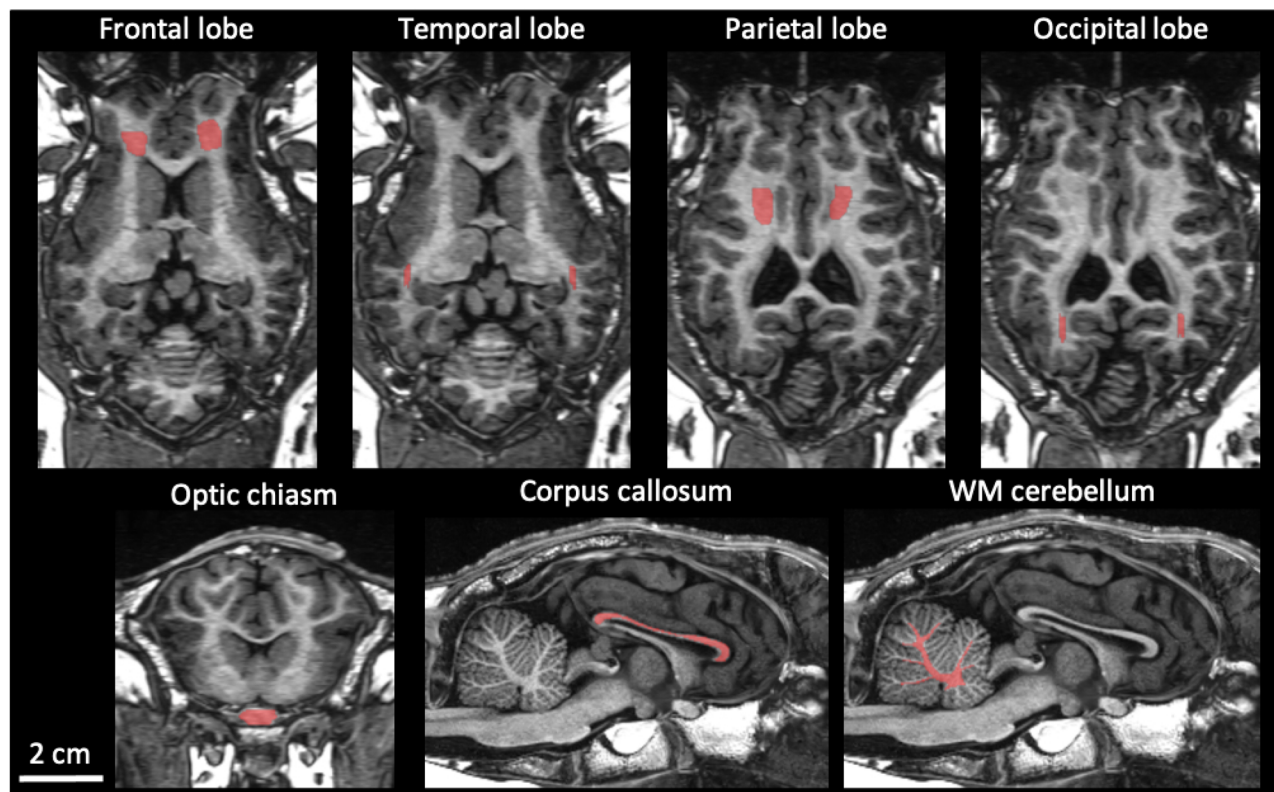 Frontal lobe
Temporal lobe
Parietal lobe
Occipital lobe
Optic chiasm
Corpus callosum
WM cerebellum
2 cm